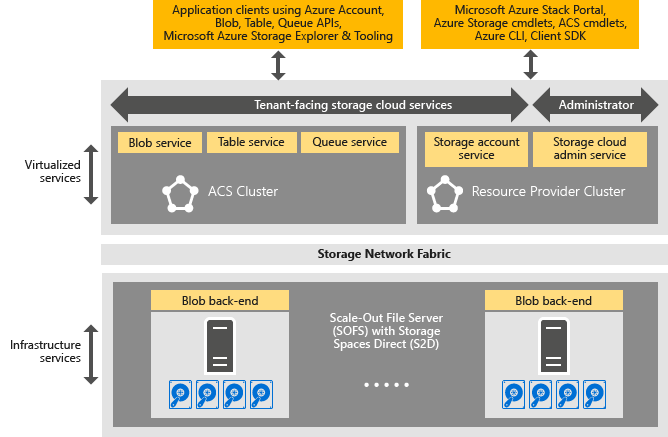 Application clients using Azure Account,
Blob, Table, Queue APIs,
Microsoft Azure Storage Explorer & Tooling
Microsoft Azure Stack Portal,
Azure Storage cmdlets, ACS cmdlets,
Azure CLI, Client SDK
Tenant-facing storage cloud services
Administrator
Virtualized
services
Blob service
Table service
Queue service
Storage account
service
Storage cloud
admin service
ACS Cluster
Resource Provider Cluster
Storage Network Fabric
Infrastructure
services
Blob back-end
Scale-Out File Server
(SOFS) with Storage
Spaces Direct (S2D)
Blob back-end